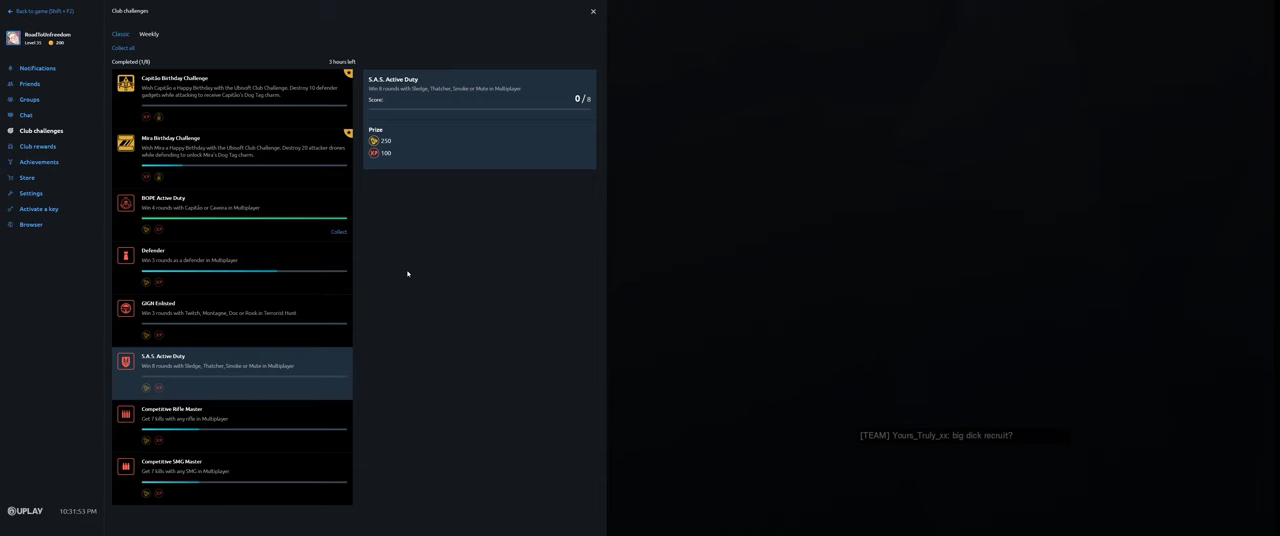 Back to game (Shift + F2)
RoadToUnfreedom
Level 35 200
Notifications
Friends
Groups
Chat
Club challenges
Club rewards
Achievements
Store
Settings
Activate a key
Browser
UPLAY 10:31:53 PM
Club challenges
Classic Weekly
Collect all
Completed (1/8) 3 hours left
Capitão Birthday Challenge
Wish Capitão a Happy Birthday with the Ubisoft Club Challenge. Destroy 10 defender
gadgets while attacking to receive Capitão's Dog Tag charm.
XP
Mira Birthday Challenge
Wish Mira a Happy Birthday with the Ubisoft Club Challenge. Destroy 20 attacker drones
while defending to unlock Mira's Dog Tag charm.
XP
BOPE Active Duty
Win 4 rounds with Capitão or Caveira in Multiplayer
XP
Collect
Defender
Win 3 rounds as a defender in Multiplayer
XP
GIGN Enlisted
Win 3 rounds with Twitch, Montagne, Doc or Rook in Terrorist Hunt
XP
S.A.S. Active Duty
Win 8 rounds with Sledge, Thatcher, Smoke or Mute in Multiplayer
XP
Competitive Rifle Master
Get 7 kills with any rifle in Multiplayer
XP
Competitive SMG Master
Get 7 kills with any SMG in Multiplayer
XP
S.A.S. Active Duty
Win 8 rounds with Sledge, Thatcher, Smoke or Mute in Multiplayer
Score: 0 / 8
Prize
250
XP 100
[TEAM] Yours_Truly_xx: big dick recruit?